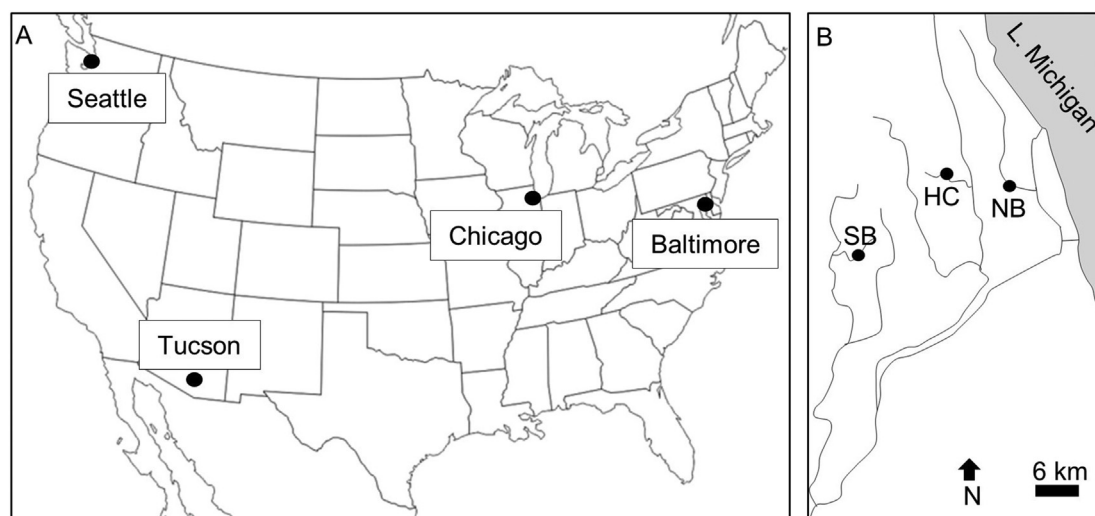 A
Seattle
Chicago
Baltimore
Tucson
B
L. Michigan
HC
NB
SB
N
6 km